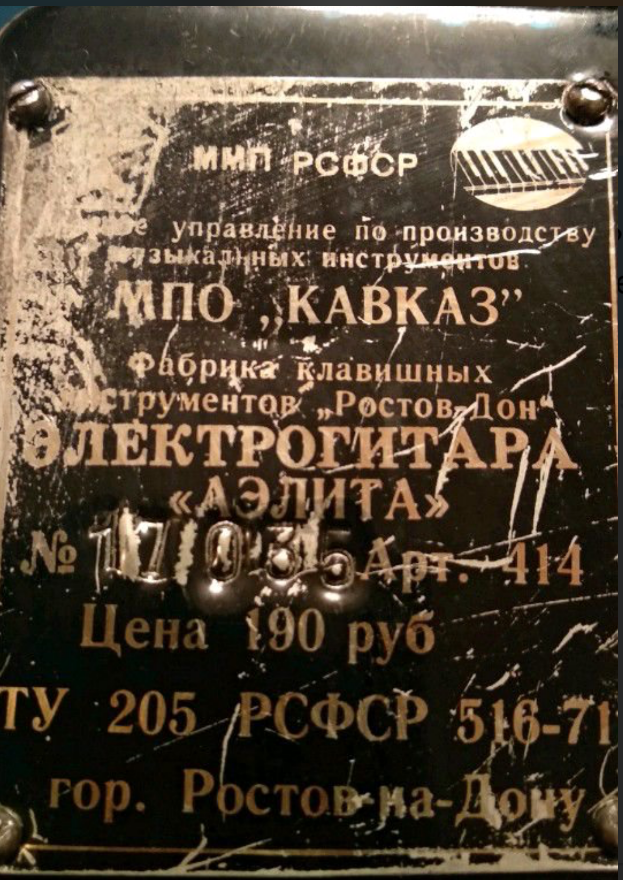 ММП РСФСР
управление по производству
музыкальных инструментов
МПО „КАВКАЗ”
Фабрика клавишных
инструментов „Ростов-Дон“
ЭЛЕКТРОГИТАРА
«АЭЛИТА»
№ Арт. 414
Цена 190 руб
ТУ 205 РСФСР 516-71
гор. Ростов-на-Дону